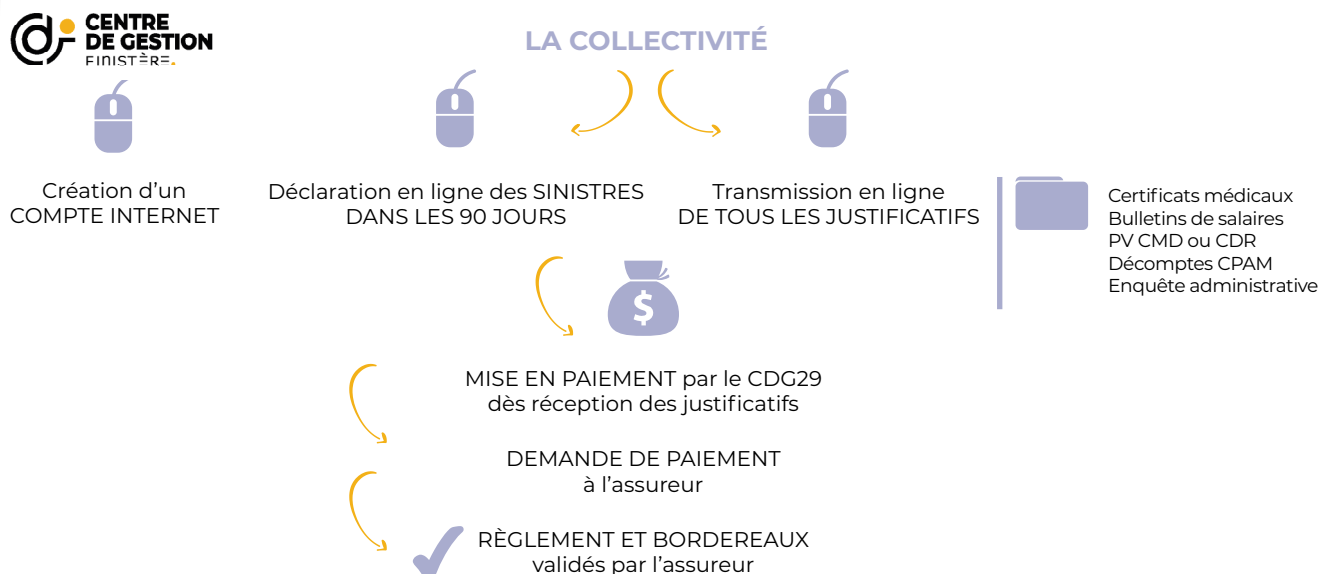 CENTRE
DE GESTION
FINISTÈRE.
LA COLLECTIVITÉ
Création d’un
COMPTE INTERNET
Déclaration en ligne des SINISTRES
DANS LES 90 JOURS
Transmission en ligne
DE TOUS LES JUSTIFICATIFS
Certificats médicaux
Bulletins de salaires
PV CMD ou CDR
Décomptes CPAM
Enquête administrative
$
MISE EN PAIEMENT par le CDG29
dès réception des justificatifs
DEMANDE DE PAIEMENT
à l’assureur
RÈGLEMENT ET BORDEREAUX
validés par l’assureur